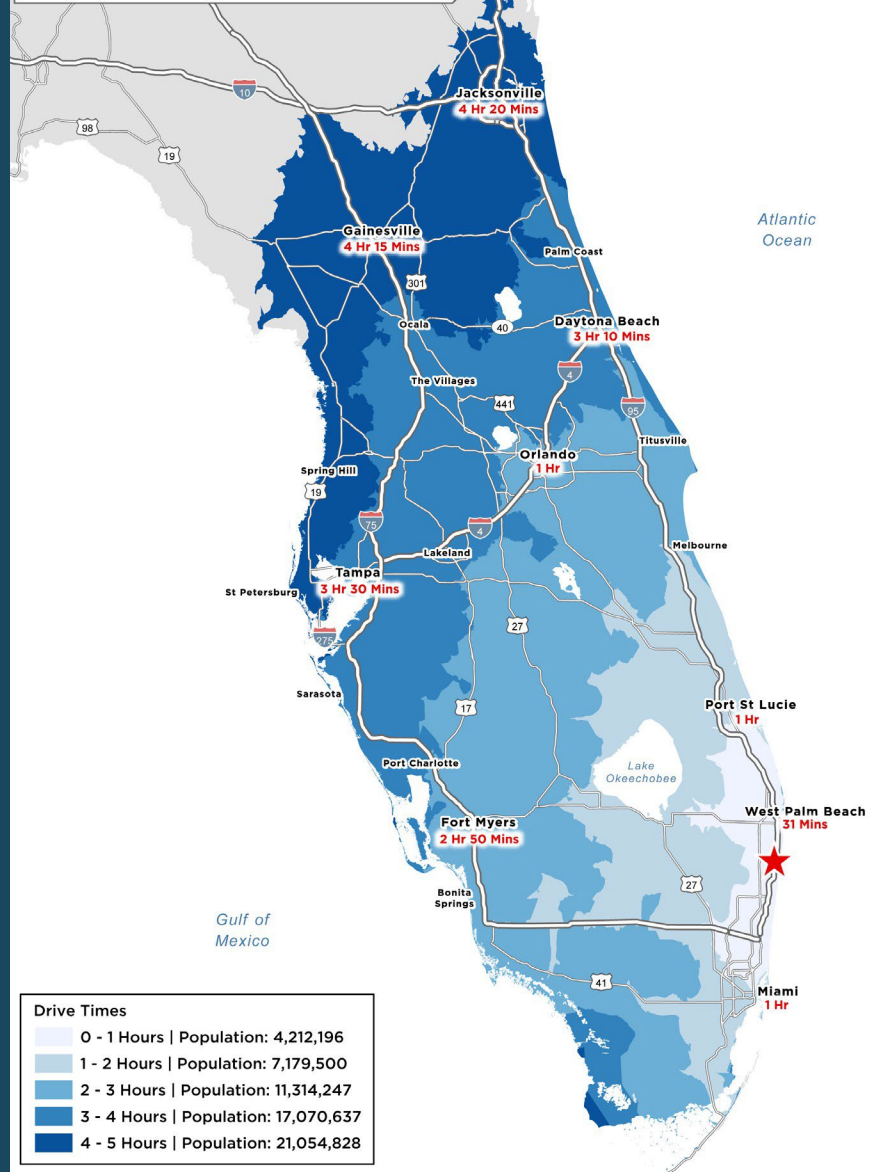 10
Jacksonville
4 Hr 20 Mins
98
19
Atlantic
Ocean
Gainesville
4 Hr 15 Mins
Palm Coast
301
Ocala
40
Daytona Beach
3 Hr 10 Mins
4
The Villages
441
95
Titusville
Orlando
1 Hr
Spring Hill
19
75
4
Melbourne
Lakeland
Tampa
3 Hr 30 Mins
St Petersburg
27
275
Sarasota
17
Port St Lucie
1 Hr
Port Charlotte
Lake
Okeechobee
West Palm Beach
31 Mins
Fort Myers
2 Hr 50 Mins
27
Bonita
Springs
Gulf of
Mexico
41
Miami
1 Hr
Drive Times
0 - 1 Hours | Population: 4,212,196
1 - 2 Hours | Population: 7,179,500
2 - 3 Hours | Population: 11,314,247
3 - 4 Hours | Population: 17,070,637
4 - 5 Hours | Population: 21,054,828